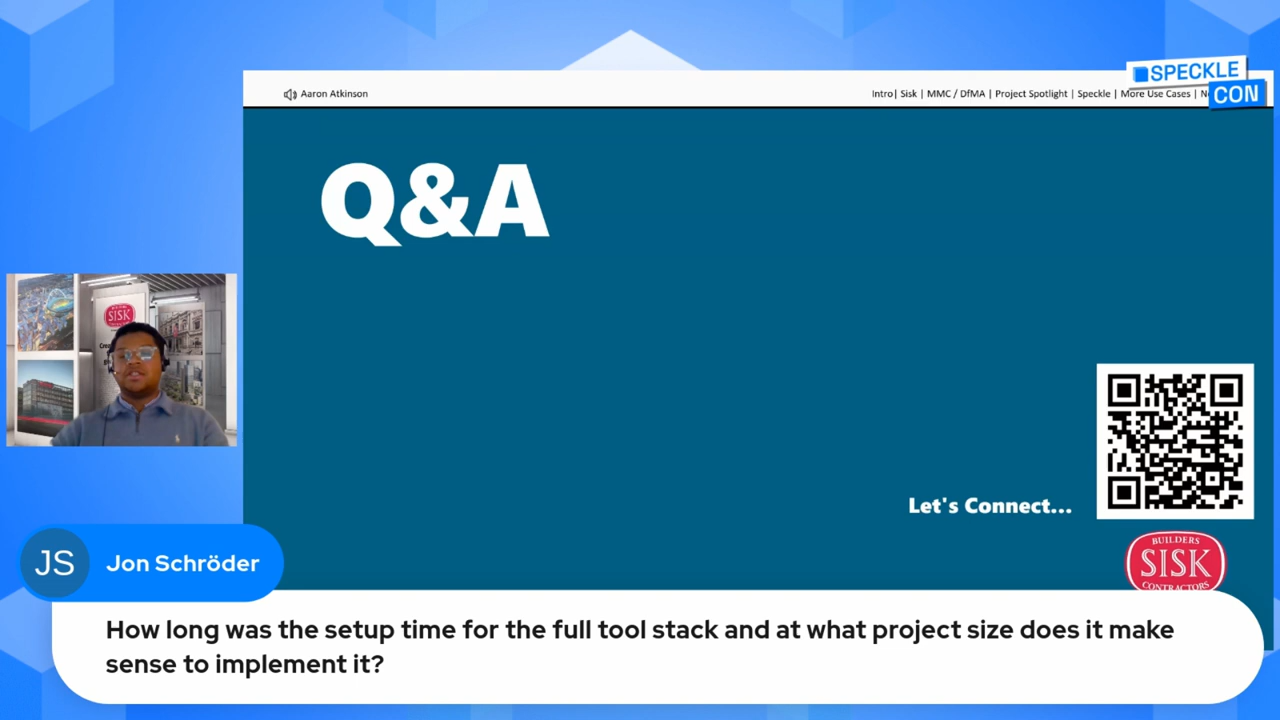 SPECKLE
CON
Aaron Atkinson
Intro| Sisk | MMC / DfMA | Project Spotlight | Speckle | More Use Cases |
Q&A
SISK
Let's Connect...
BUILDERS
SISK
CONTRACTORS
JS
Jon Schröder
How long was the setup time for the full tool stack and at what project size does it make
sense to implement it?